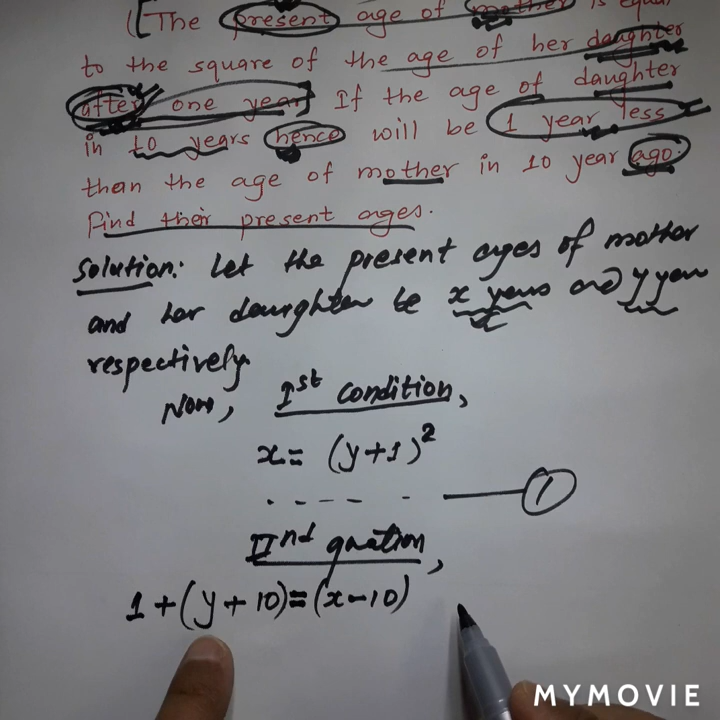 ([The present age of mother is equal
to the square of the age of her daughter
after one year] If the age of daughter
in 10 years hence will be 1 year less
than the age of mother in 10 year ago.
Find their present ages.
Solution: Let the present ages of mother
and her daughter be x years and y years
respectively.
Now, Ist condition,
x = (y+1)²
. - - - - . ——— ①
IInd qnation,
1 + (y + 10) = (x - 10)
MYMOVIE